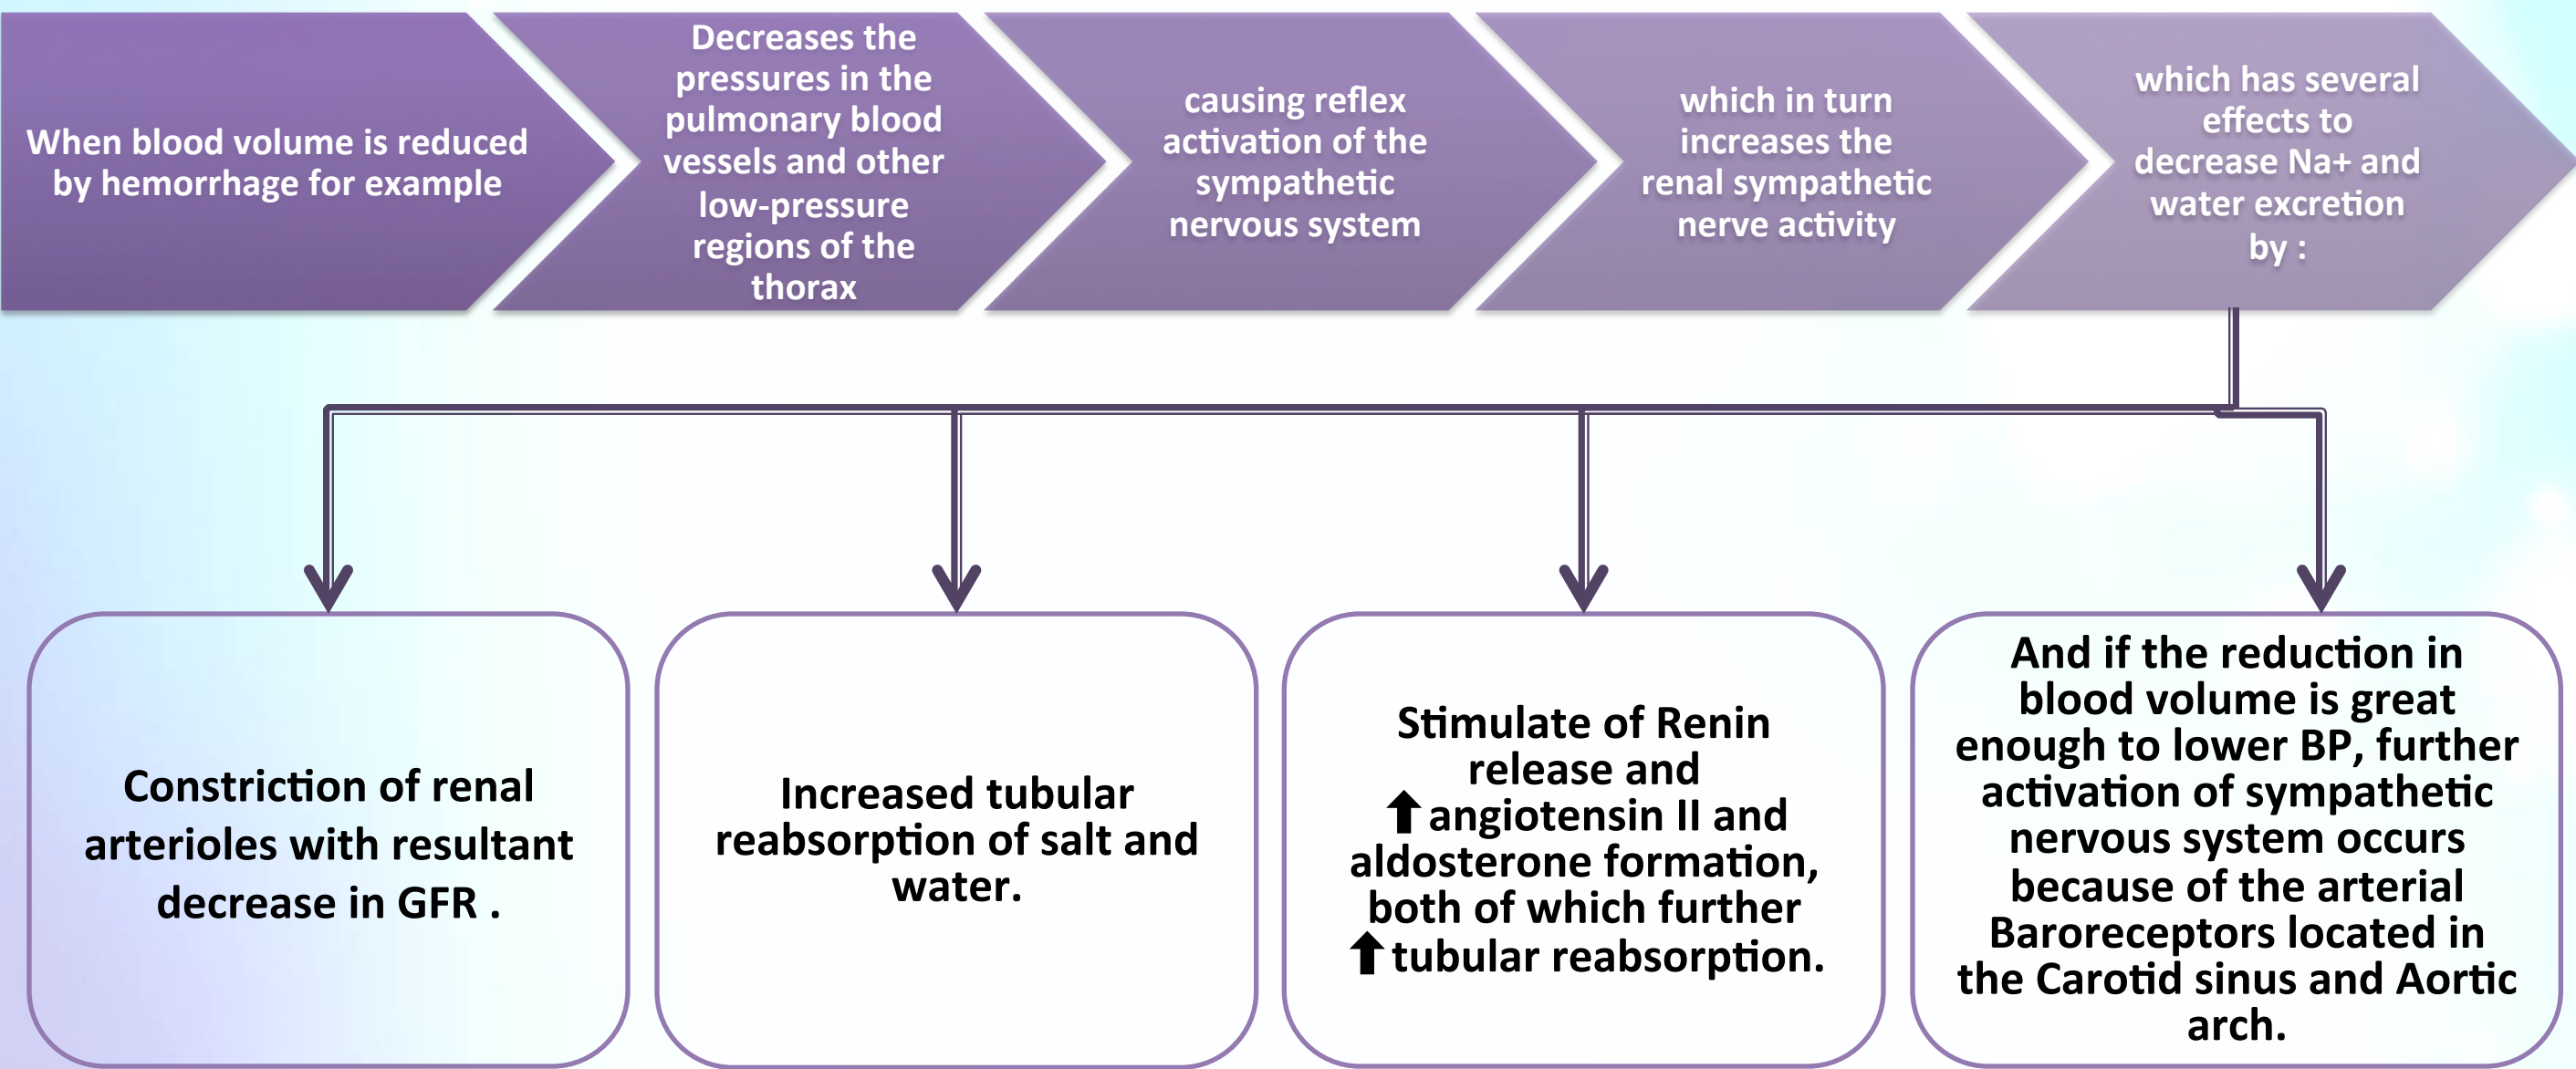 When blood volume is reduced
by hemorrhage for example
Decreases the
pressures in the
pulmonary blood
vessels and other
low-pressure
regions of the
thorax
causing reflex
activation of the
sympathetic
nervous system
which in turn
increases the
renal sympathetic
nerve activity
which has several
effects to
decrease Na+ and
water excretion
by :
Constriction of renal
arterioles with resultant
decrease in GFR .
Increased tubular
reabsorption of salt and
water.
Stimulate of Renin
release and
⬆angiotensin II and
aldosterone formation,
both of which further
⬆tubular reabsorption.
And if the reduction in
blood volume is great
enough to lower BP, further
activation of sympathetic
nervous system occurs
because of the arterial
Baroreceptors located in
the Carotid sinus and Aortic
arch.